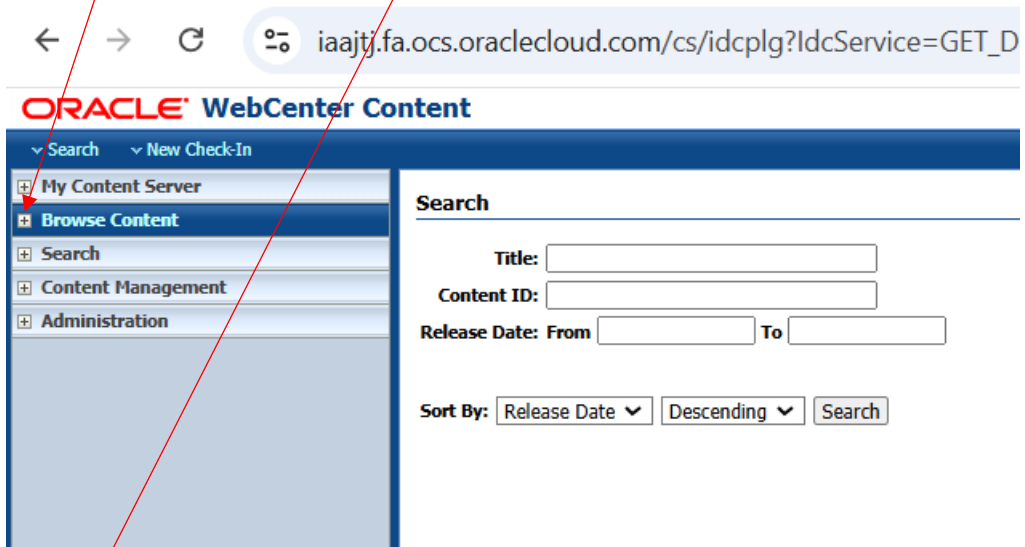 iaajtj.fa.ocs.oraclecloud.com/cs/idcplg?IdcService=GET_D
ORACLE WebCenter Content
Search New Check-In
My Content Server
Browse Content
Search
Content Management
Administration
Search
Title:
Content ID:
Release Date: From To
Sort By: Release Date Descending Search